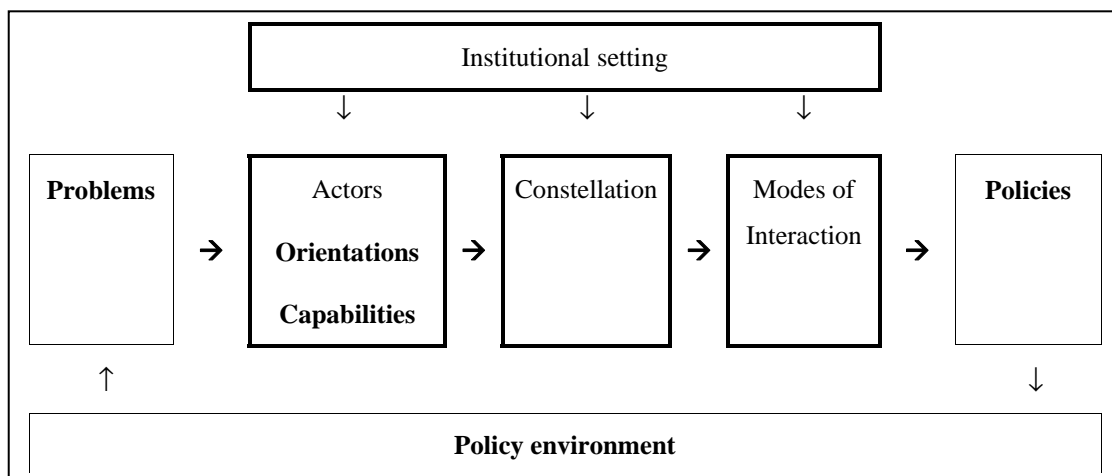 Institutional setting
↓ ↓ ↓
Problems
→
Actors
Orientations
Capabilities
→
Constellation
→
Modes of
Interaction
→
Policies
↑ ↓
Policy environment